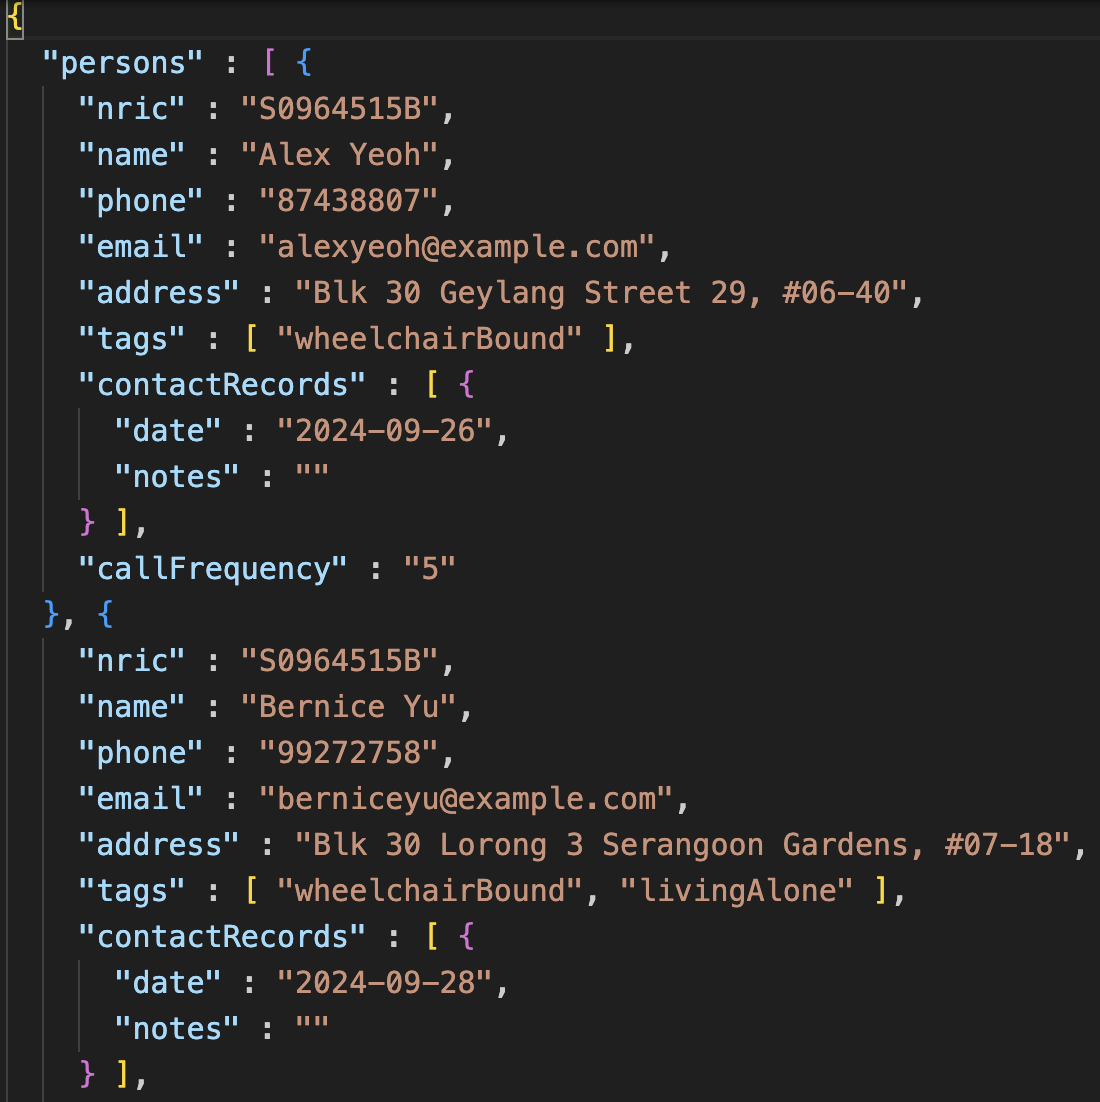 {
"persons" : [ {
"nric" : "S0964515B",
"name" : "Alex Yeoh",
"phone" : "87438807",
"email" : "alexyeoh@example.com",
"address" : "Blk 30 Geylang Street 29, #06-40",
"tags" : [ "wheelchairBound" ],
"contactRecords" : [ {
"date" : "2024-09-26",
"notes" : ""
} ],
"callFrequency" : "5"
}, {
"nric" : "S0964515B",
"name" : "Bernice Yu",
"phone" : "99272758",
"email" : "berniceyu@example.com",
"address" : "Blk 30 Lorong 3 Serangoon Gardens, #07-18",
"tags" : [ "wheelchairBound", "livingAlone" ],
"contactRecords" : [ {
"date" : "2024-09-28",
"notes" : ""
} ],